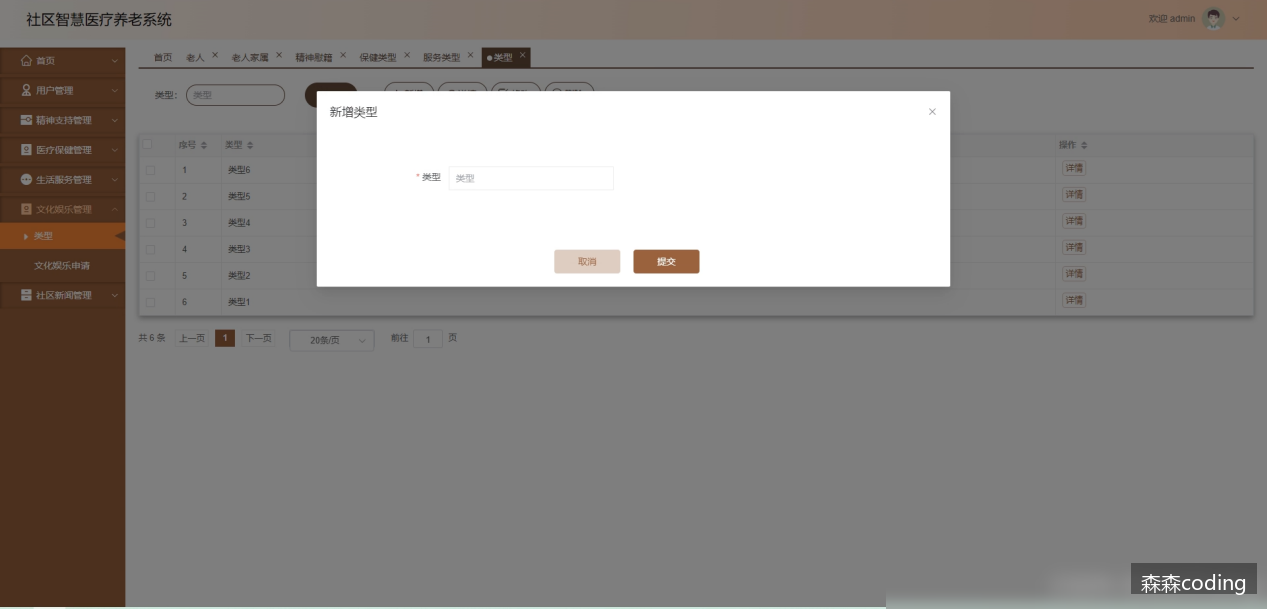 社区智慧医疗养老系统
欢迎 admin
首页
用户管理
精神支持管理
医疗保健管理
生活服务管理
文化娱乐管理
类型
文化娱乐申请
社区新闻管理
首页 老人 × 老人家属 × 精神慰藉 × 保健类型 × 服务类型 × 类型 ×
类型： 类型
新增类型 ×
* 类型 类型
取消 提交
序号 类型 操作
1 类型6 详情
2 类型5 详情
3 类型4 详情
4 类型3 详情
5 类型2 详情
6 类型1 详情
共 6 条 上一页 1 下一页 20条/页 前往 1 页
森森coding